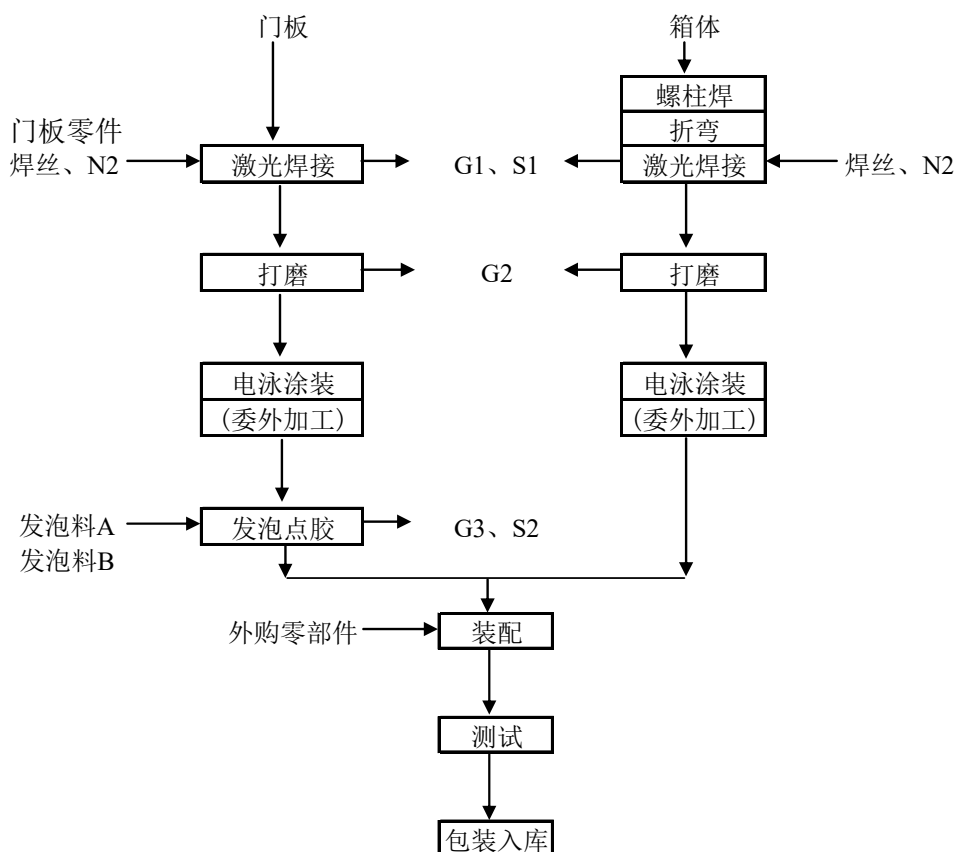 门板
箱体
螺柱焊
折弯
门板零件
焊丝、N2
激光焊接
G1、S1
激光焊接
焊丝、N2
打磨
G2
打磨
电泳涂装
(委外加工)
电泳涂装
(委外加工)
发泡料A
发泡料B
发泡点胶
G3、S2
外购零部件
装配
测试
包装入库